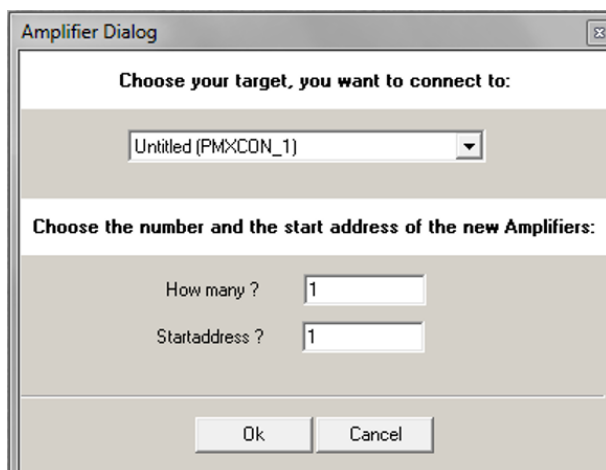 Amplifier Dialog
Choose your target, you want to connect to:
Untitled (PMXCON_1)
Choose the number and the start address of the new Amplifiers:
How many ? 1
Startaddress ? 1
Ok Cancel